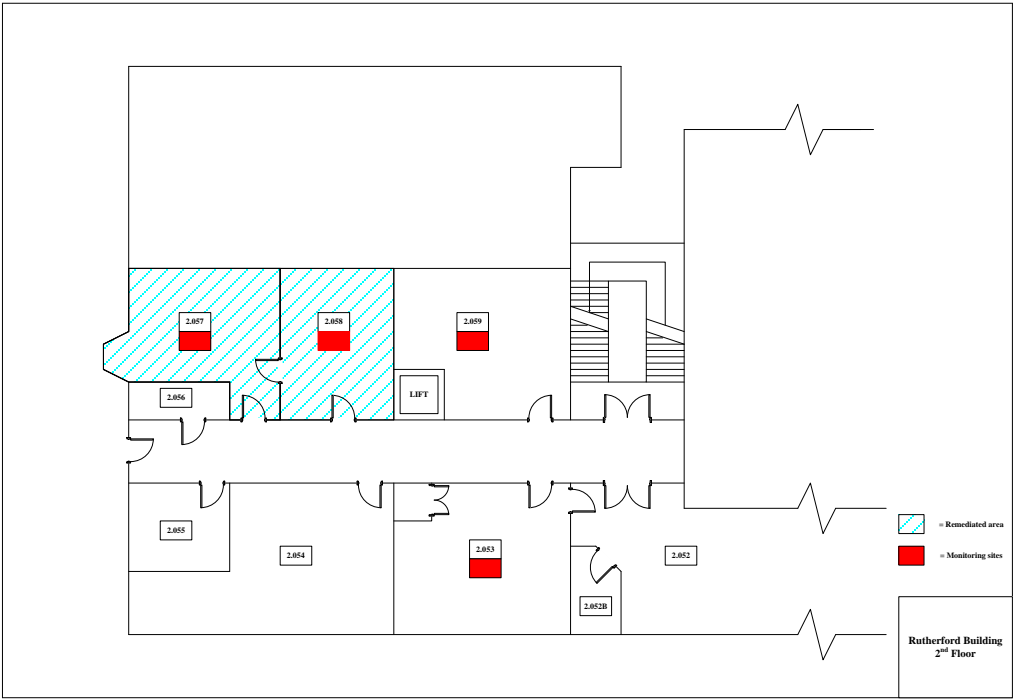 2.057
2.058
2.059
2.056
LIFT
2.055
2.054
2.053
2.052
2.052B
= Remediated area
= Monitoring sites
Rutherford Building
2nd Floor